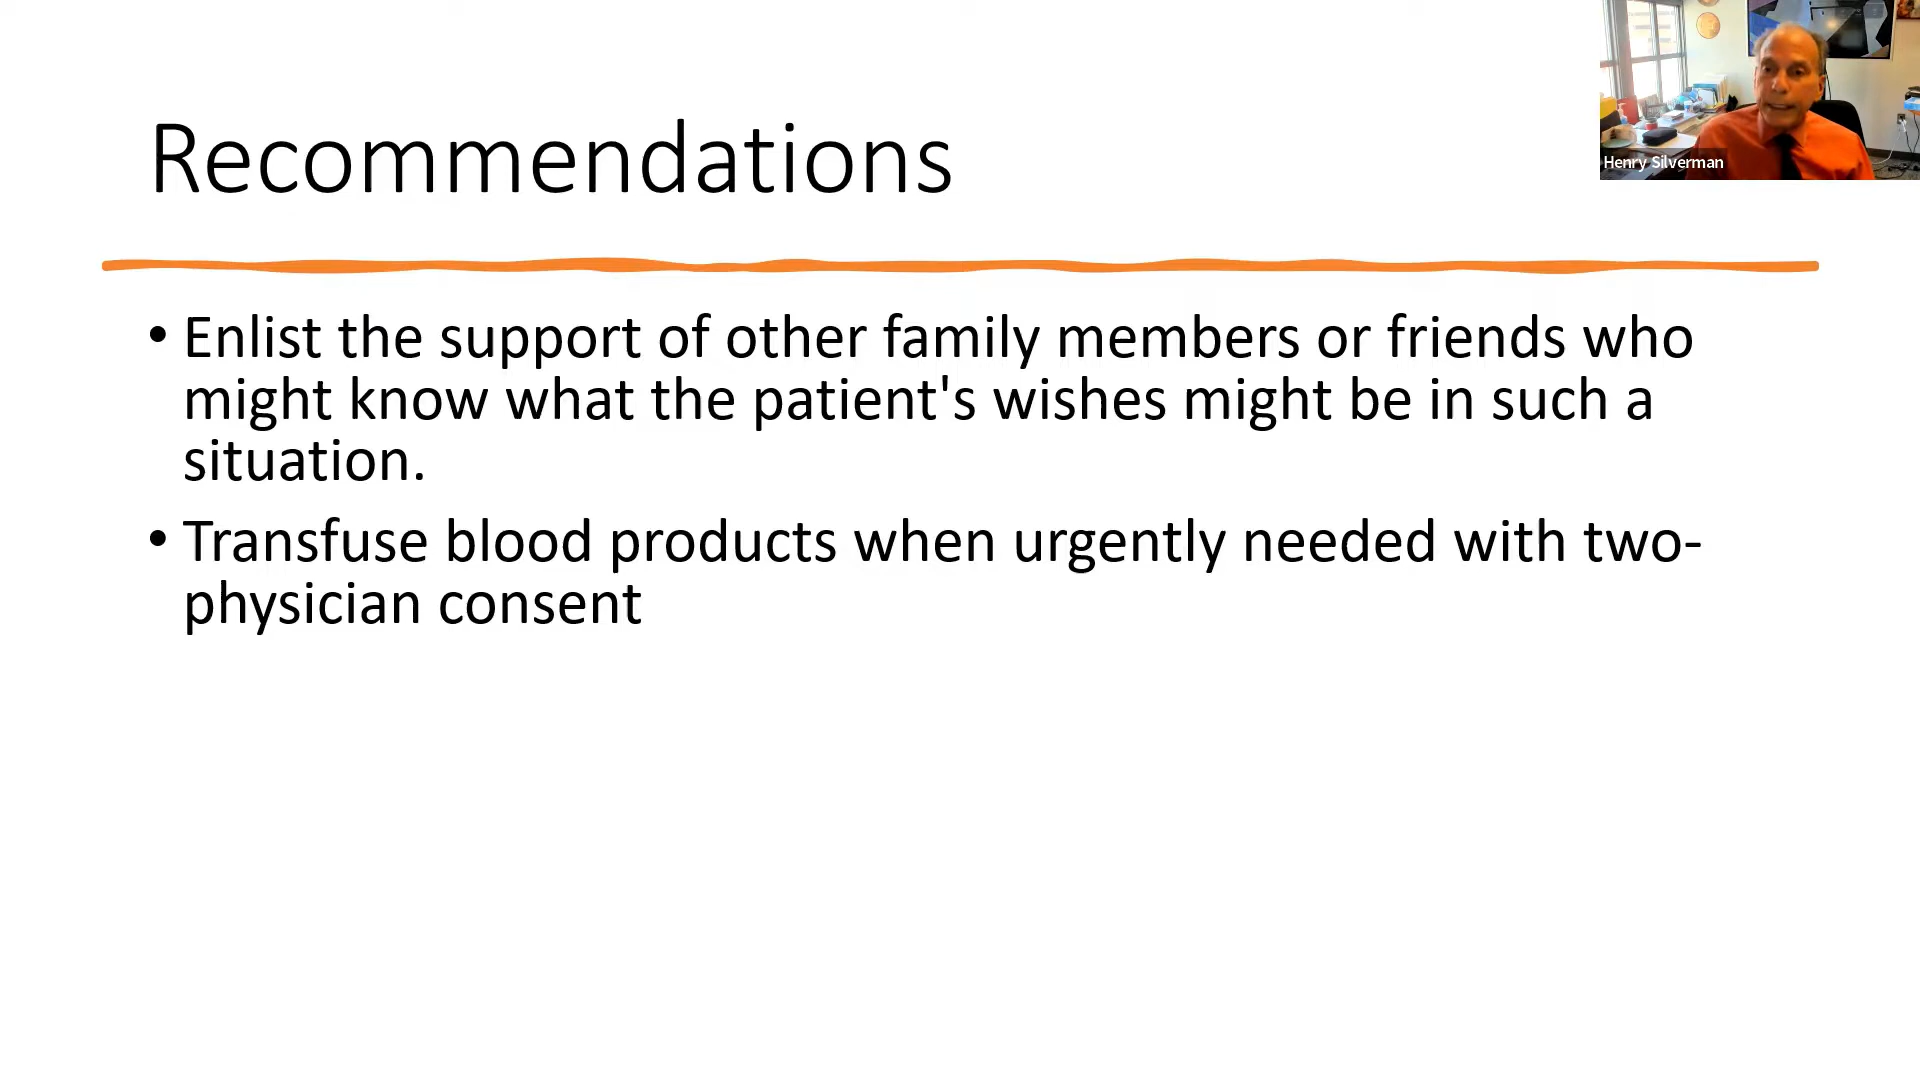 Recommendations
Henry Silverman
• Enlist the support of other family members or friends who
might know what the patient's wishes might be in such a
situation.
• Transfuse blood products when urgently needed with two-
physician consent